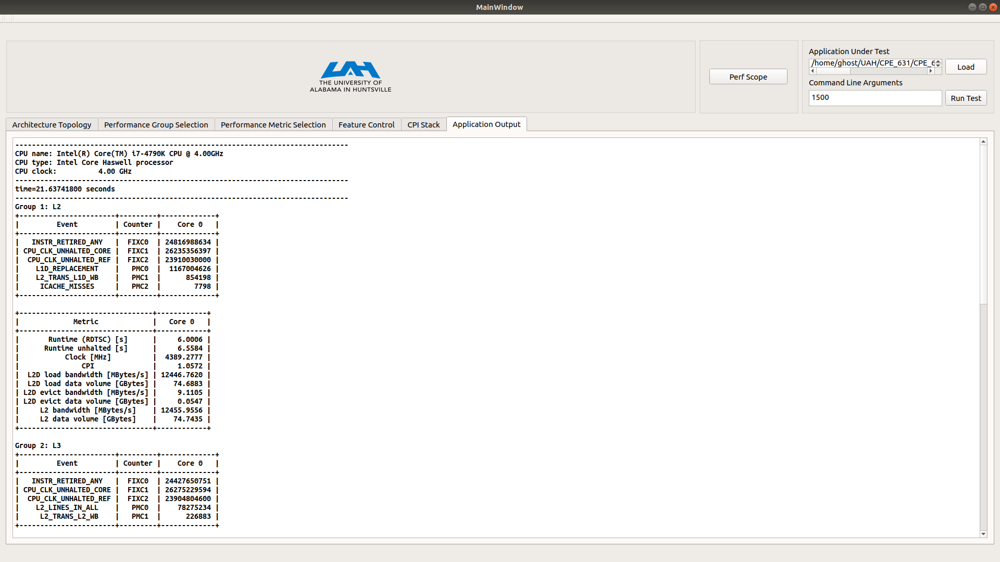 MainWindow
UAH
THE UNIVERSITY OF
ALABAMA IN HUNTSVILLE
Perf Scope
Application Under Test
/home/ghost/UAH/CPE_631/CPE_6
Load
Command Line Arguments
1500
Run Test
Architecture Topology
Performance Group Selection
Performance Metric Selection
Feature Control
CPI Stack
Application Output
--------------------------------------------------------------------------------
CPU name: Intel(R) Core(TM) i7-4790K CPU @ 4.00GHz
CPU type: Intel Core Haswell processor
CPU clock:          4.00 GHz
--------------------------------------------------------------------------------
time=21.63741800 seconds
--------------------------------------------------------------------------------
Group 1: L2
+-----------------------+---------+-------------+
|         Event         | Counter |    Core 0   |
+-----------------------+---------+-------------+
|   INSTR_RETIRED_ANY   |  FIXC0  | 24816988634 |
| CPU_CLK_UNHALTED_CORE |  FIXC1  | 26235356397 |
|  CPU_CLK_UNHALTED_REF |  FIXC2  | 23910030000 |
|    L1D_REPLACEMENT    |   PMC0  |  1167004626 |
|    L2_TRANS_L1D_WB    |   PMC1  |      854198 |
|     ICACHE_MISSES     |   PMC2  |        7798 |
+-----------------------+---------+-------------+
+--------------------------------+------------+
|             Metric             |   Core 0   |
+--------------------------------+------------+
|       Runtime (RDTSC) [s]      |     6.0006 |
|      Runtime unhalted [s]      |     6.5584 |
|           Clock [MHz]          |  4389.2777 |
|               CPI              |     1.0572 |
|  L2D load bandwidth [MBytes/s] | 12446.7620 |
|  L2D load data volume [GBytes] |    74.6883 |
| L2D evict bandwidth [MBytes/s] |     9.1105 |
| L2D evict data volume [GBytes] |     0.0547 |
|     L2 bandwidth [MBytes/s]    | 12455.9556 |
|     L2 data volume [GBytes]    |    74.7435 |
+--------------------------------+------------+
Group 2: L3
+-----------------------+---------+-------------+
|         Event         | Counter |    Core 0   |
+-----------------------+---------+-------------+
|   INSTR_RETIRED_ANY   |  FIXC0  | 24427650751 |
| CPU_CLK_UNHALTED_CORE |  FIXC1  | 26275229594 |
|  CPU_CLK_UNHALTED_REF |  FIXC2  | 23904804600 |
|    L2_LINES_IN_ALL    |   PMC0  |    78275234 |
|     L2_TRANS_L2_WB    |   PMC1  |      226883 |
+-----------------------+---------+-------------+